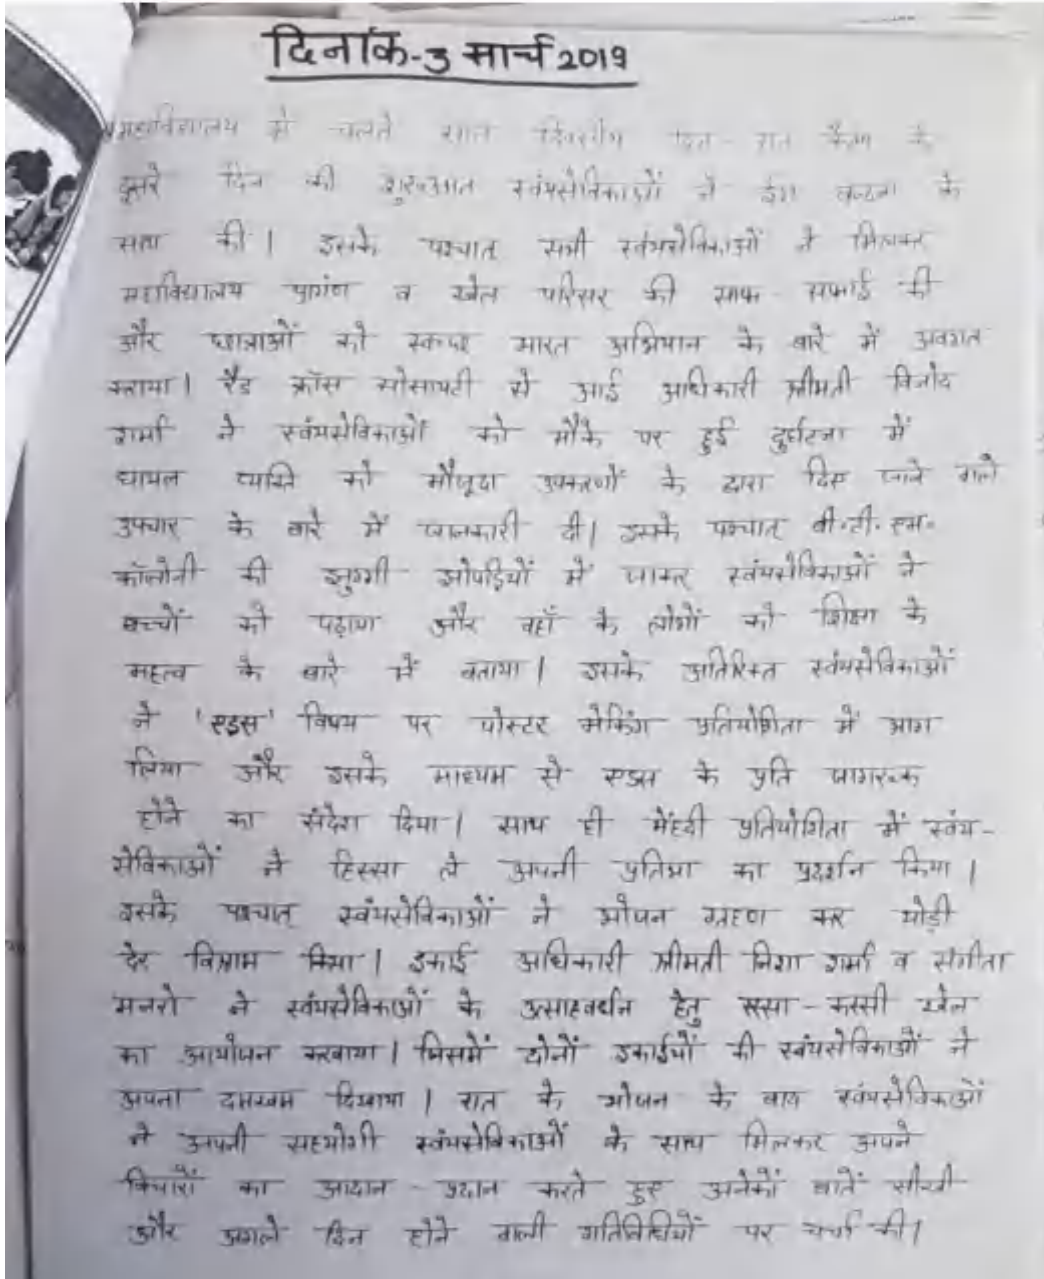 दिनांक-3 मार्च 2019
महाविद्यालय में चलते सात दिवसीय दिन-रात कैम्प के
दूसरे दिन की शुरुआत स्वंयसेविकाओं ने ईश वन्दना के
साथ की। इसके पश्चात् सभी स्वंयसेविकाओं ने मिलकर
महाविद्यालय प्रागंण व खेल परिसर की साफ-सफाई की
और छात्राओं को स्वच्छ भारत अभियान के बारे में अवगत
कराया। रैड क्रॉस सोसायटी से आई अधिकारी श्रीमती विनोद
शर्मा ने स्वंयसेविकाओं को मौके पर हुई दुर्घटना में
घायल व्यक्ति को मौजूदा उपकरणों के द्वारा दिए जाने वाले
उपचार के बारे में जानकारी दी। इसके पश्चात् बी.टी.एम.
कॉलोनी की झुग्गी झोपड़ियों में जाकर स्वंयसेविकाओं ने
बच्चों को पढ़ाया और वहाँ के लोगों को शिक्षा के
महत्व के बारे में बताया। इसके अतिरिक्त स्वंयसेविकाओं
ने 'एडस' विषय पर पोस्टर मेकिंग प्रतियोगिता में भाग
लिया और इसके माध्यम से एडस के प्रति जागरूक
होने का संदेश दिया। साथ ही मेंहदी प्रतियोगिता में स्वंय-
सेविकाओं ने हिस्सा ले अपनी प्रतिभा का प्रदर्शन किया।
इसके पश्चात् स्वंयसेविकाओं ने भोजन ग्रहण कर थोड़ी
देर विश्राम किया। इकाई अधिकारी श्रीमती निशा शर्मा व संगीता
मनरो ने स्वंयसेविकाओं के उत्साहवर्धन हेतु रस्सा-कस्सी खेल
का आयोजन करवाया। जिसमें दोनों इकाईयों की स्वंयसेविकाओं ने
अपना दमखम दिखाया। रात के भोजन के बाद स्वंयसेविकाओं
ने अपनी सहयोगी स्वंयसेविकाओं के साथ मिलकर अपने
विचारों का आदान-प्रदान करते हुए अनेकों बातें सीखी
और अगले दिन होने वाली गतिविधियों पर चर्चा की।